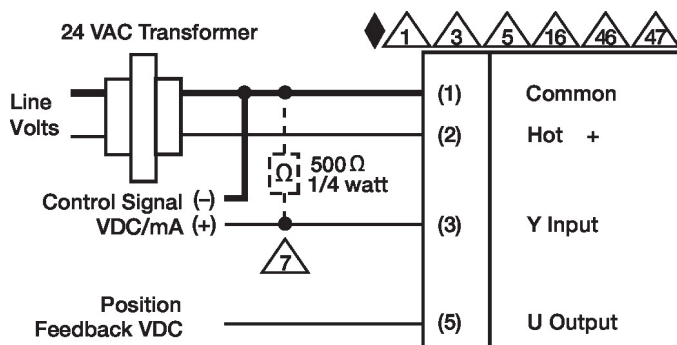 24 VAC Transformer
1 3 5 16 46 47
Line
Volts
(1) Common
(2) Hot +
Ω 500 Ω
1/4 watt
Control Signal (–)
VDC/mA (+)
(3) Y Input
7
Position
Feedback VDC
(5) U Output